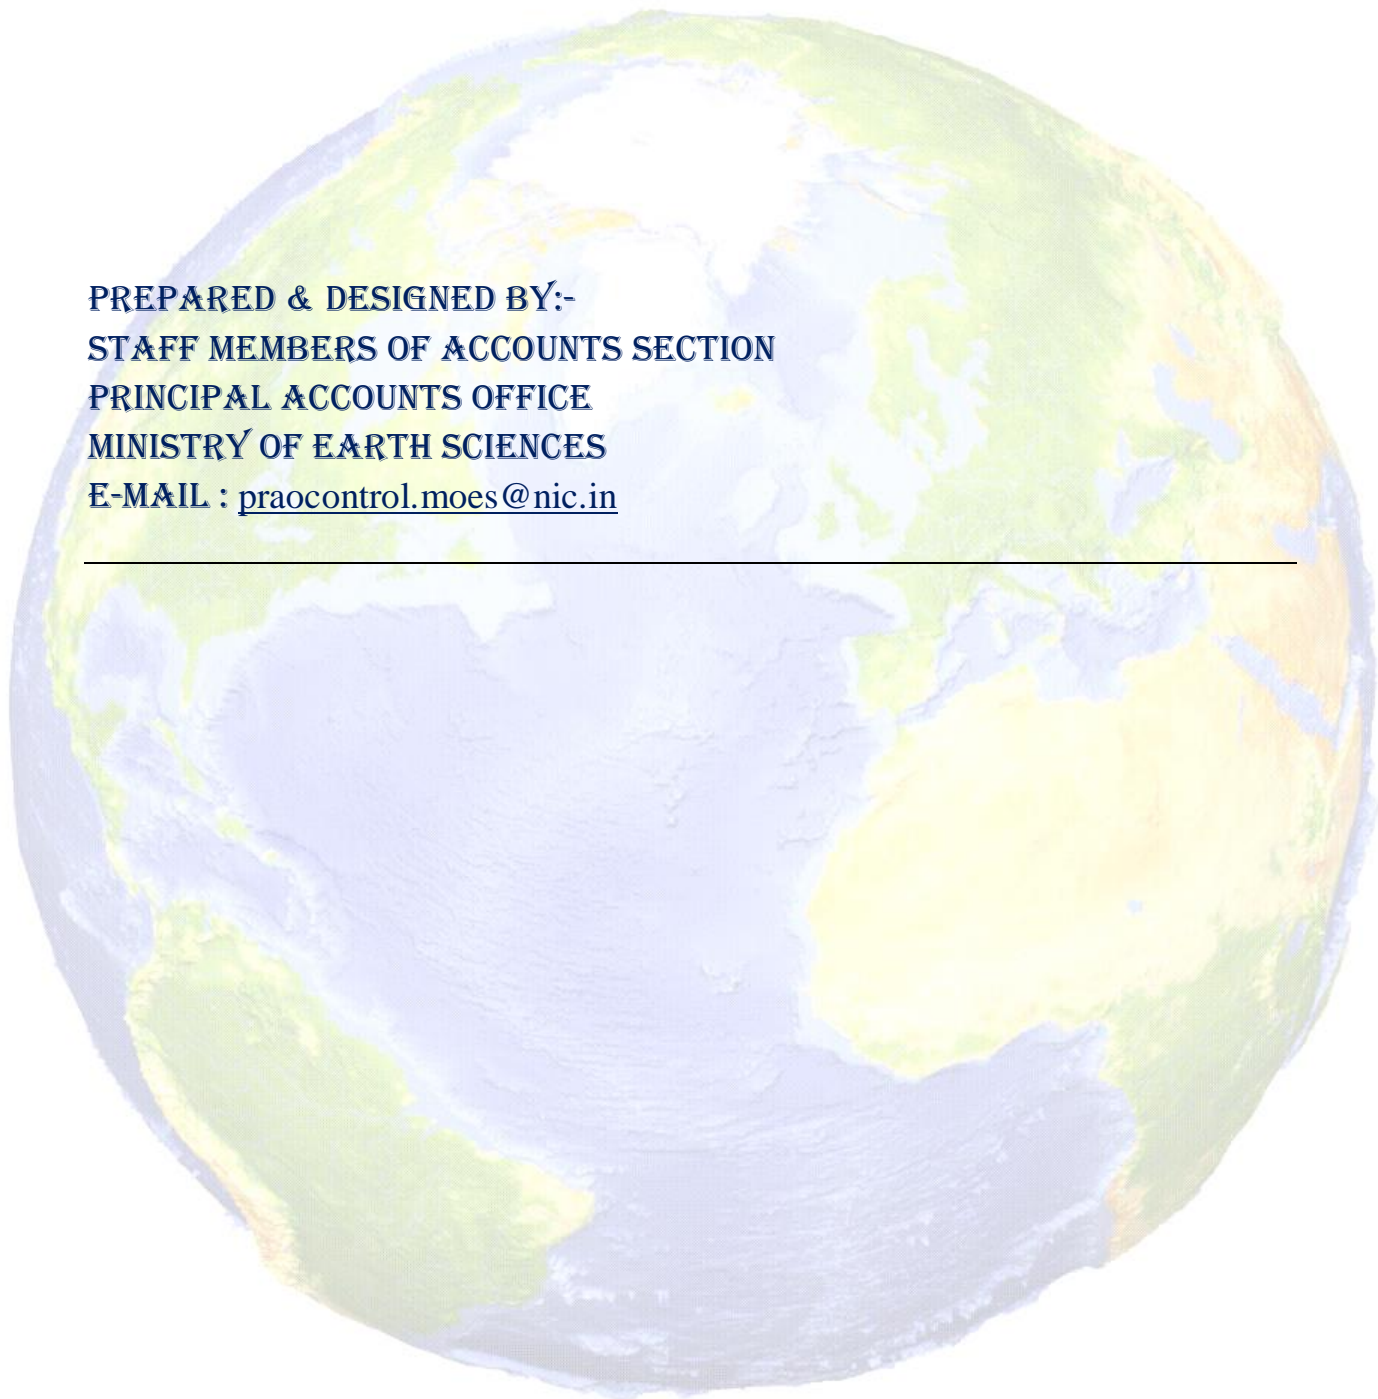 PREPARED & DESIGNED BY:-
STAFF MEMBERS OF ACCOUNTS SECTION
PRINCIPAL ACCOUNTS OFFICE
MINISTRY OF EARTH SCIENCES
E-MAIL : praocontrol.moes@nic.in